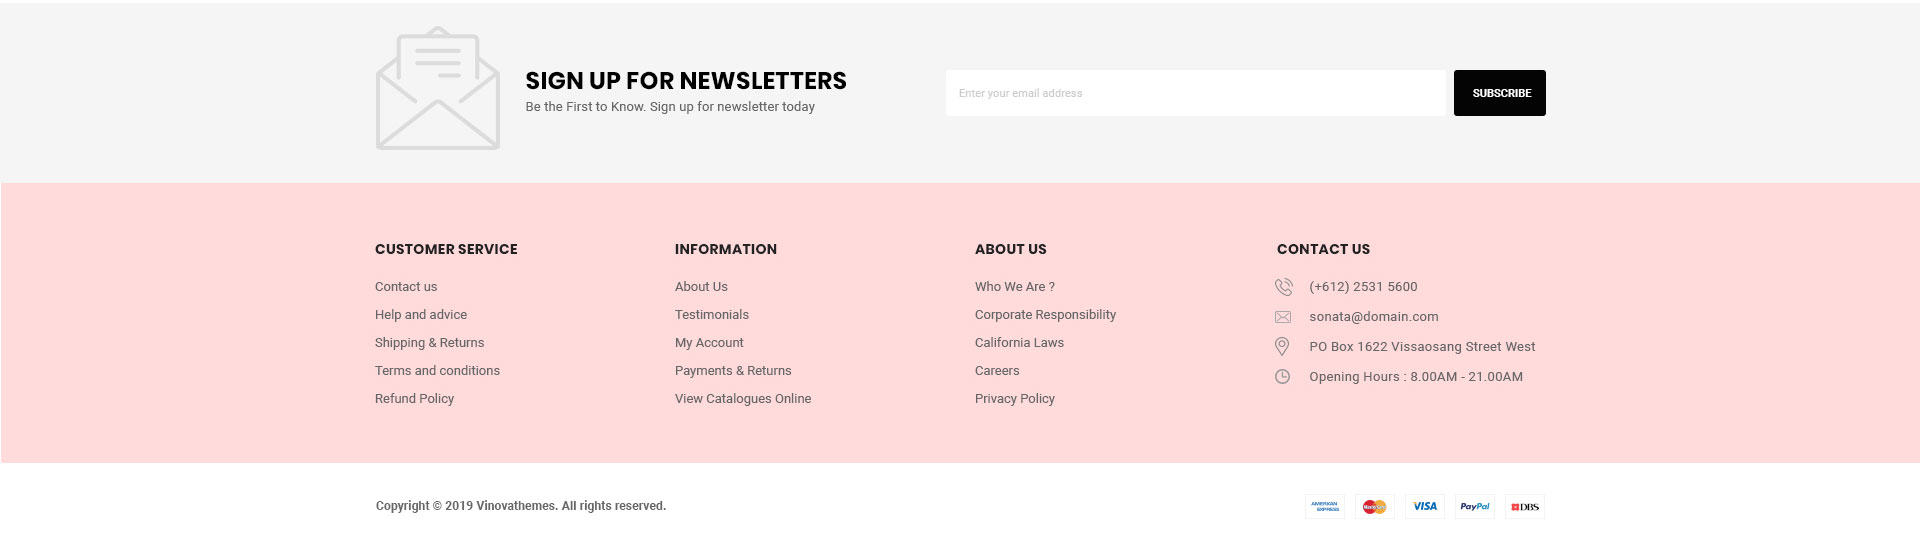 SIGN UP FOR NEWSLETTERS
Be the First to Know. Sign up for newsletter today
Enter your email address
SUBSCRIBE
CUSTOMER SERVICE
Contact us
Help and advice
Shipping & Returns
Terms and conditions
Refund Policy
INFORMATION
About Us
Testimonials
My Account
Payments & Returns
View Catalogues Online
ABOUT US
Who We Are ?
Corporate Responsibility
California Laws
Careers
Privacy Policy
CONTACT US
(+612) 2531 5600
sonata@domain.com
PO Box 1622 Vissaosang Street West
Opening Hours : 8.00AM - 21.00AM
Copyright © 2019 Vinovathemes. All rights reserved.
AMERICAN
EXPRESS
MasterCard
VISA
PayPal
DBS